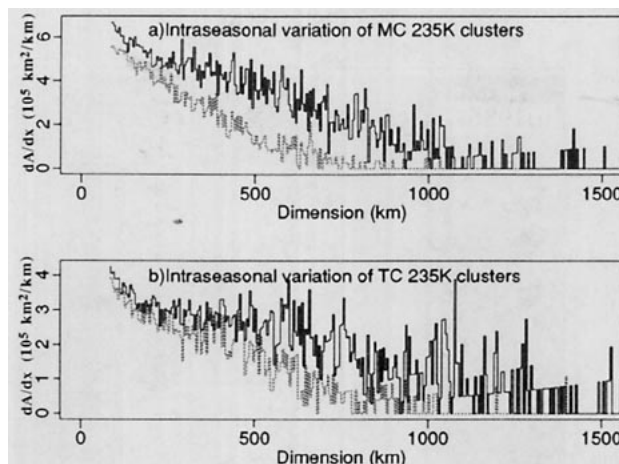 a)Intraseasonal variation of MC 235K clusters
dA/dx (10⁵ km²/km)
6
4
2
0
0 500 1000 1500
Dimension (km)
b)Intraseasonal variation of TC 235K clusters
dA/dx (10⁵ km²/km)
4
3
2
1
0
0 500 1000 1500
Dimension (km)